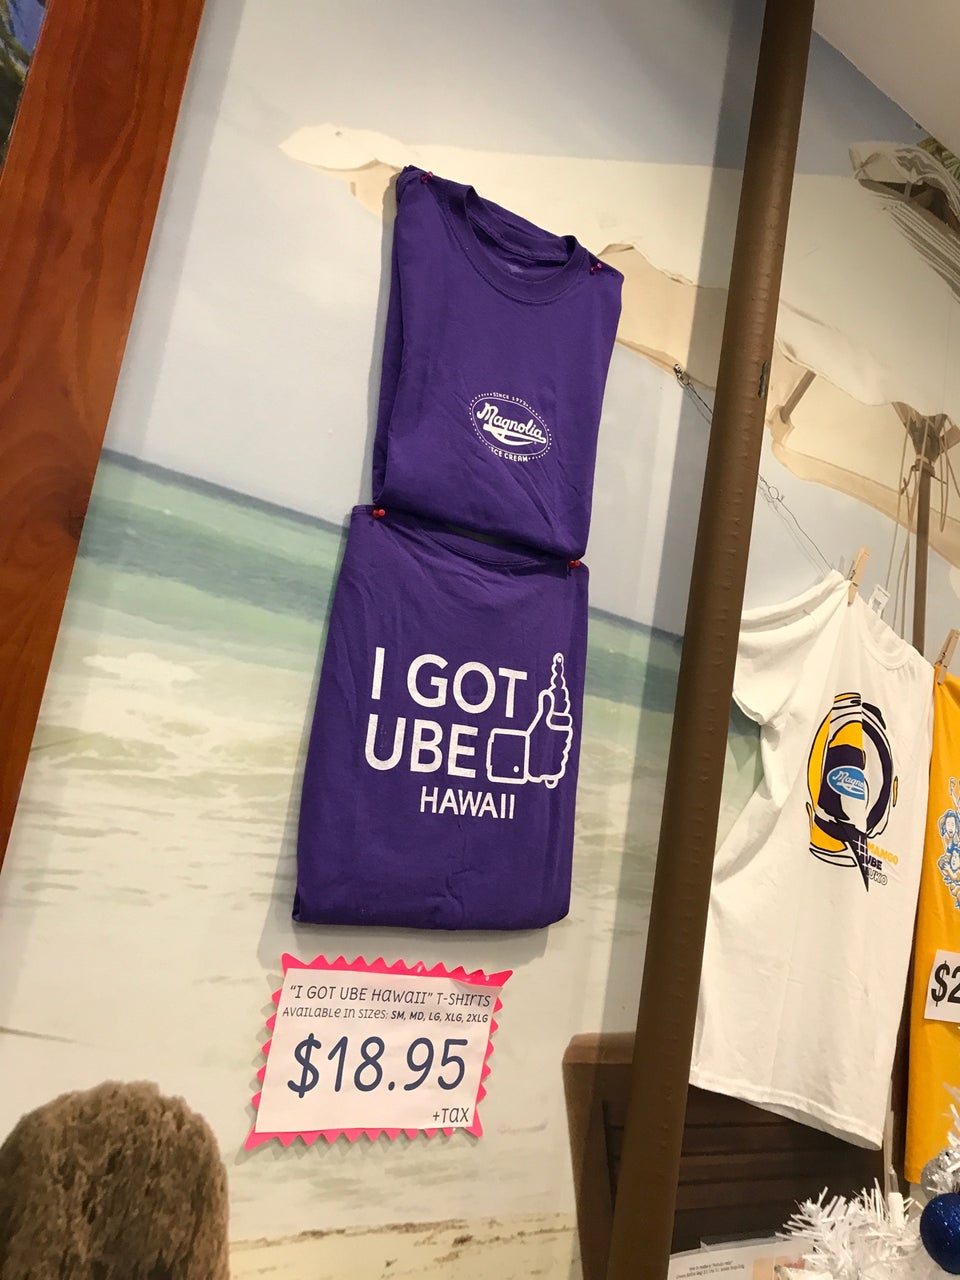 SINCE 1972
Magnolia
ICE CREAM
I GOT
UBE
HAWAII
"I GOT UBE HAWAII" T-SHIRTS
AVAILABLE IN SIZES: SM, MD, LG, XLG, 2XLG
$18.95
+TAX
Magno
MANGO
UBE
$2